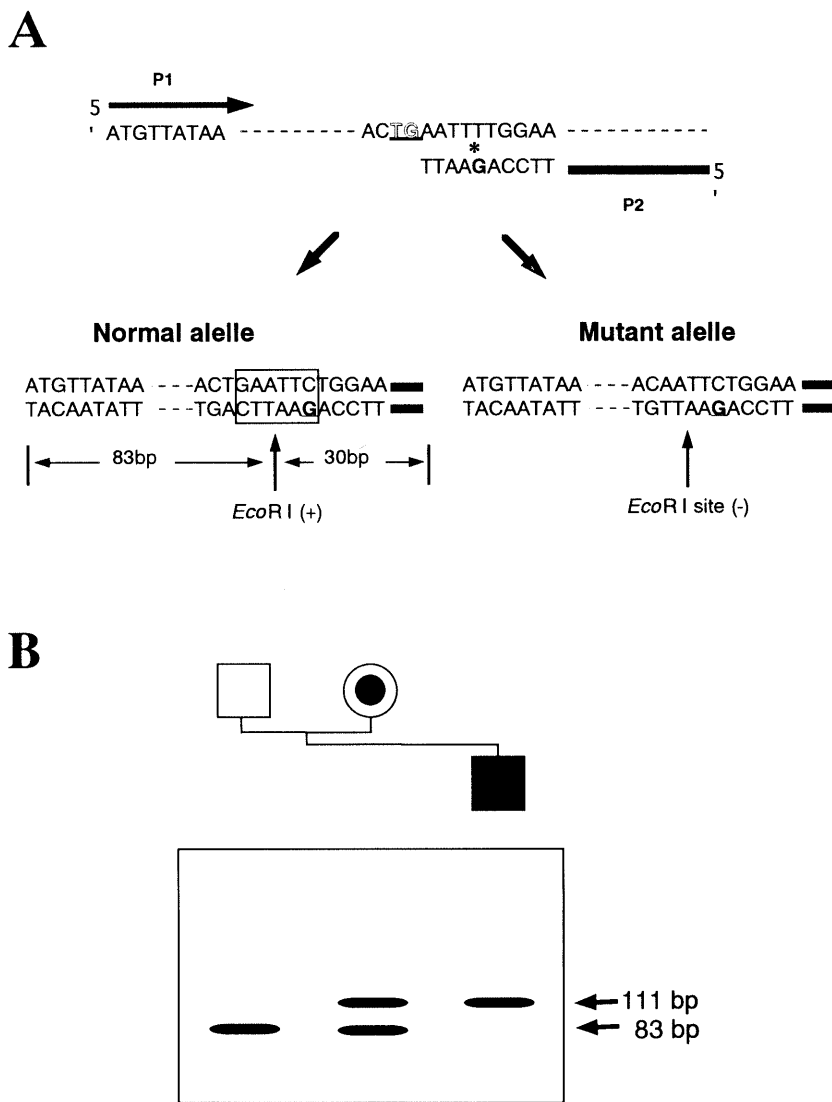 A
P1
5
' ATGTTATAA - - - - - - - - - - - ACTGAATTTTGGAA - - - - - - - - - - - -
*
TTAAGACCTT 5
'
P2
Normal alelle
ATGTTATAA - - -ACTGAATTCTGGAA
TACAATATT - - -TGACTTAAGACCTT
83bp 30bp
EcoR I (+)
Mutant alelle
ATGTTATAA - - - ACAATTCTGGAA
TACAATATT - - -TGTTAAGACCTT
EcoR I site (-)
B
111 bp
83 bp